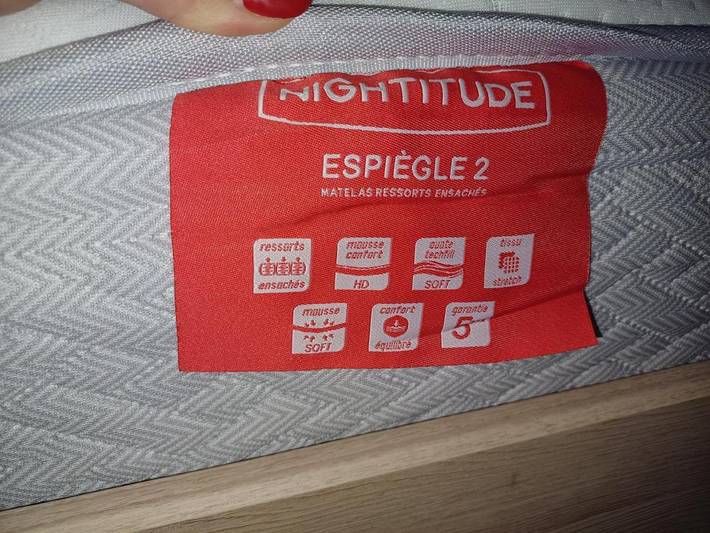 NIGHTITUDE
ESPIÈGLE 2
MATELAS RESSORTS ENSACHÉS
ressorts
ensachés
mousse
confort
HD
ouate
techfill
SOFT
tissu
stretch
mousse
SOFT
confort
équilibré
garantie
5